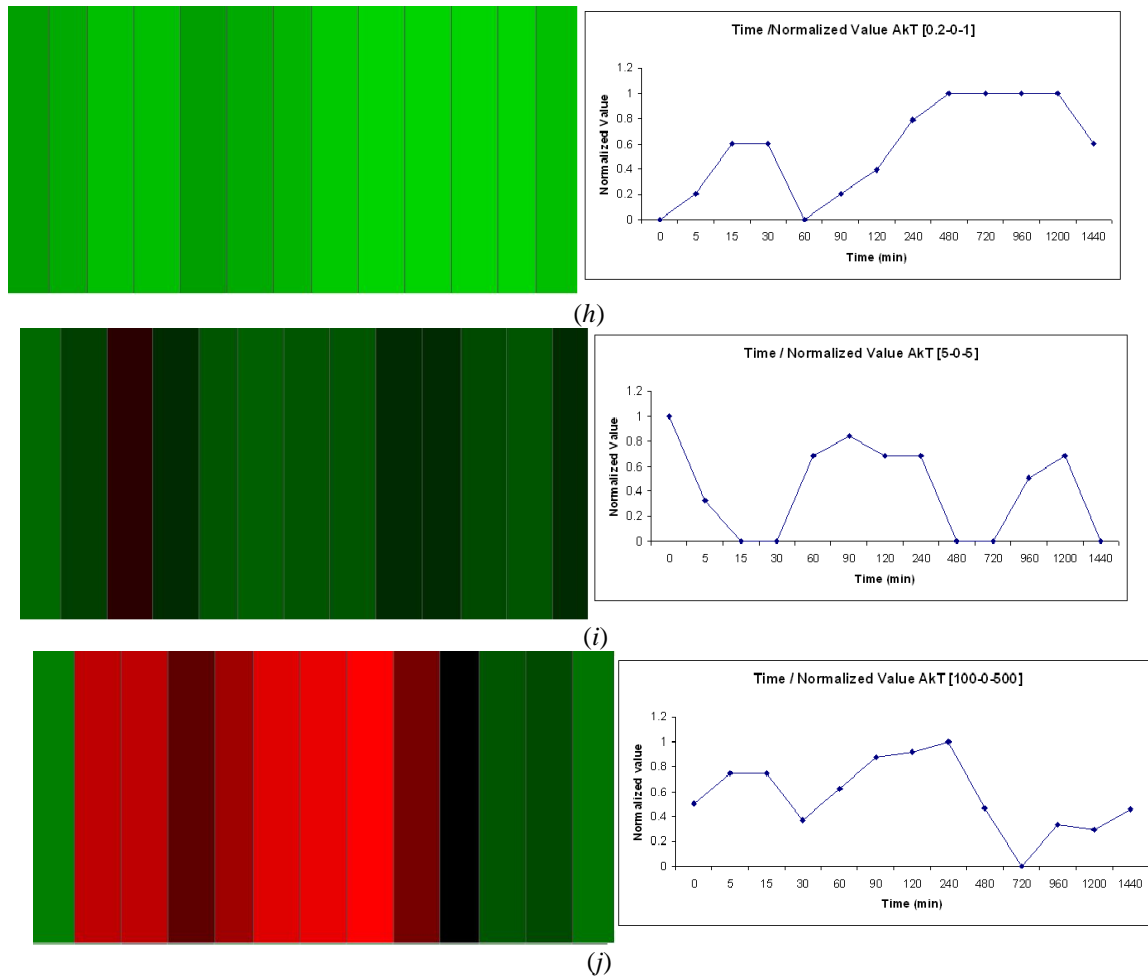 Time /Normalized Value AkT [0.2-0-1]
1.2
1
0.8
0.6
0.4
0.2
0
Normalized Value
0 5 15 30 60 90 120 240 480 720 960 1200 1440
Time (min)
(h)
Time / Normalized Value AkT [5-0-5]
1.2
1
0.8
0.6
0.4
0.2
0
Normalized Value
0 5 15 30 60 90 120 240 480 720 960 1200 1440
Time (min)
(i)
Time / Normalized Value AkT [100-0-500]
1.2
1
0.8
0.6
0.4
0.2
0
Normalized value
0 5 15 30 60 90 120 240 480 720 960 1200 1440
Time (min)
(j)